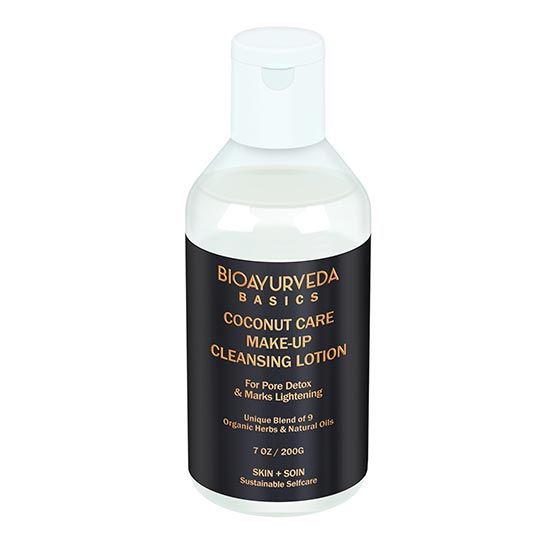 BIOAYURVEDA
BASICS
COCONUT CARE
MAKE-UP
CLEANSING LOTION
For Pore Detox
& Marks Lightening
Unique Blend of 9
Organic Herbs & Natural Oils
7 OZ / 200G
SKIN + SOIN
Sustainable Selfcare